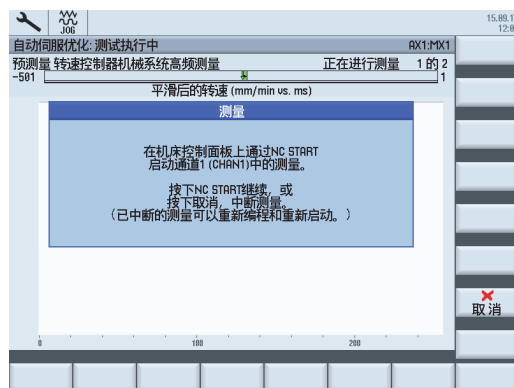 JOG
15.09.1
12:0
自动伺服优化: 测试执行中 AX1:MX1
预测量 转速控制器机械系统高频测量 正在进行测量 1 的 2
-501 1
平滑后的转速 (mm/min vs. ms)
测量
在机床控制面板上通过NC START
启动通道1 (CHAN1)中的测量。
按下NC START继续, 或
按下取消, 中断测量。
(已中断的测量可以重新编程和重新启动。)
取消
0 100 200